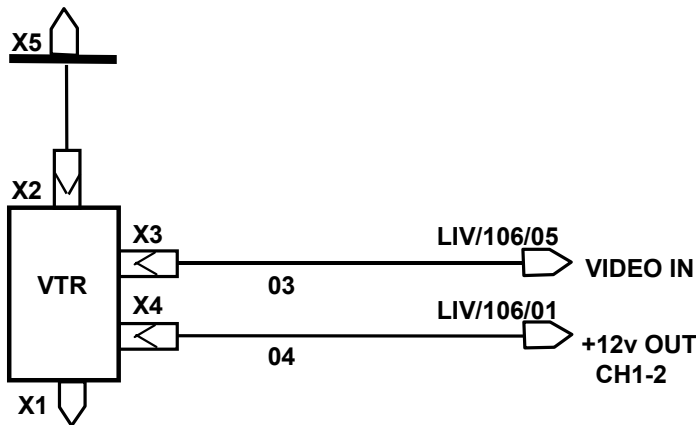 X5
X2
X3
LIV/106/05
VTR
VIDEO IN
03
X4
LIV/106/01
+12v OUT
04
CH1-2
X1